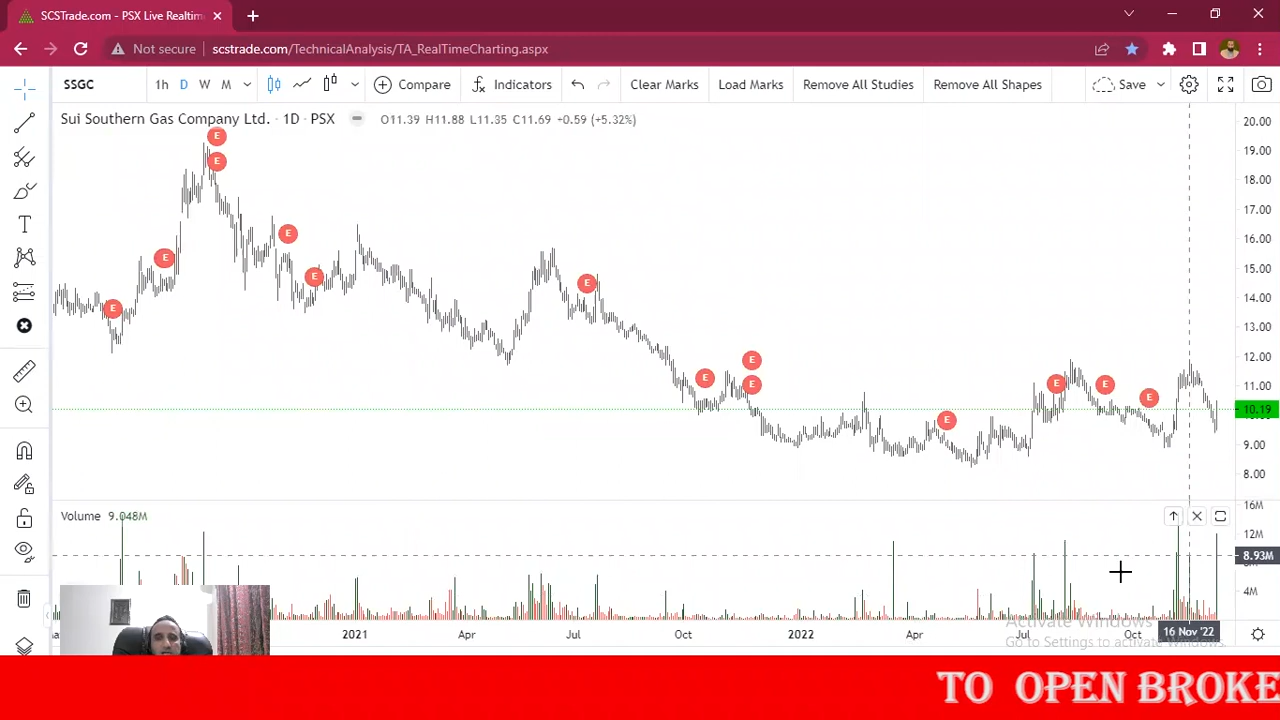 SCSTrade.com - PSX Live Realtim
Not secure scstrade.com/TechnicalAnalysis/TA_RealTimeCharting.aspx
SSGC 1h D W M Compare Indicators Clear Marks Load Marks Remove All Studies Remove All Shapes Save
Sui Southern Gas Company Ltd. · 1D · PSX O11.39 H11.88 L11.35 C11.69 +0.59 (+5.32%)
20.00
E
19.00
E
18.00
17.00
E
16.00
E
15.00
E
E
14.00
E
13.00
12.00
E
E
E
E
E
11.00
E
10.19
E
9.00
8.00
Volume 9.048M
16M
12M
8.93M
4M
2021 Apr Jul Oct 2022 Apr Jul Oct 16 Nov '22
Activate Windows
Go to Settings to activate Windows.
TO OPEN BROKE